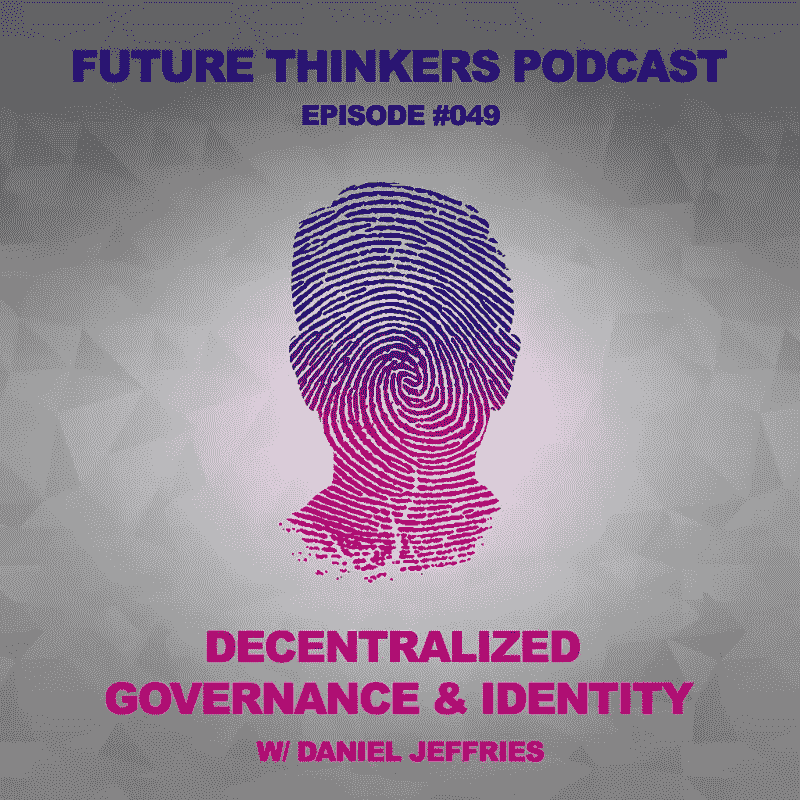 FUTURE THINKERS PODCAST
EPISODE #049
DECENTRALIZED
GOVERNANCE & IDENTITY
W/ DANIEL JEFFRIES